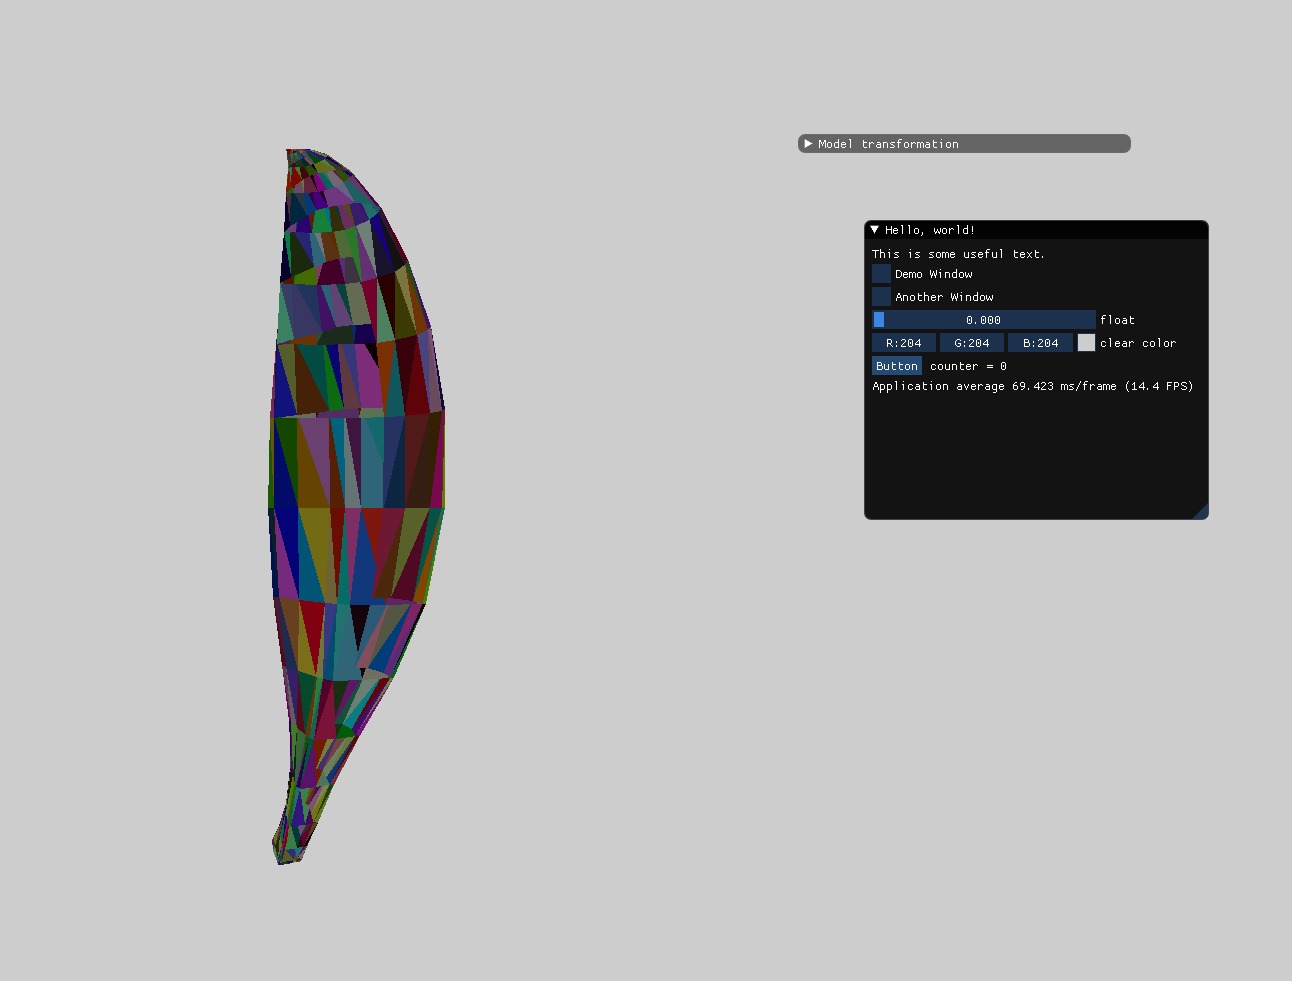 Model transformation
Hello, world!
This is some useful text.
Demo Window
Another Window
0.000 float
R:204 G:204 B:204 clear color
Button counter = 0
Application average 69.423 ms/frame (14.4 FPS)